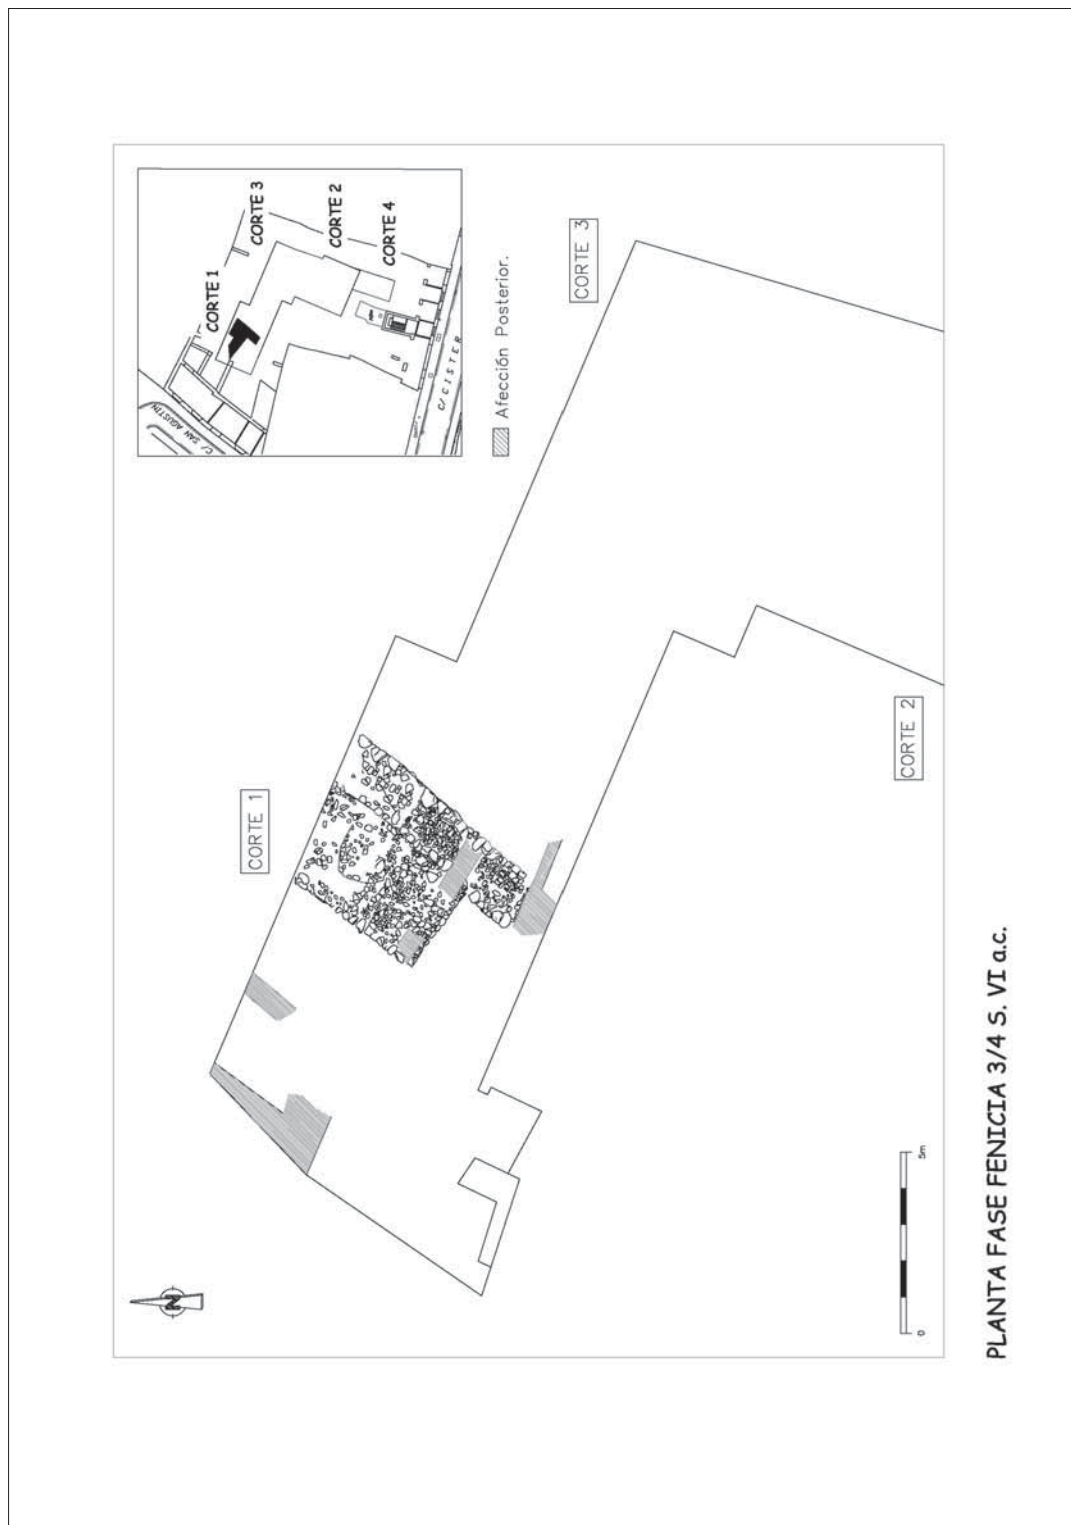 C/ SAN AGUSTIN
CORTE 1
CORTE 3
CORTE 2
CORTE 4
C/ CISTER
Afección Posterior.
CORTE 1
CORTE 3
CORTE 2
N
0
5m
PLANTA FASE FENICIA 3/4 S. VI a.c.